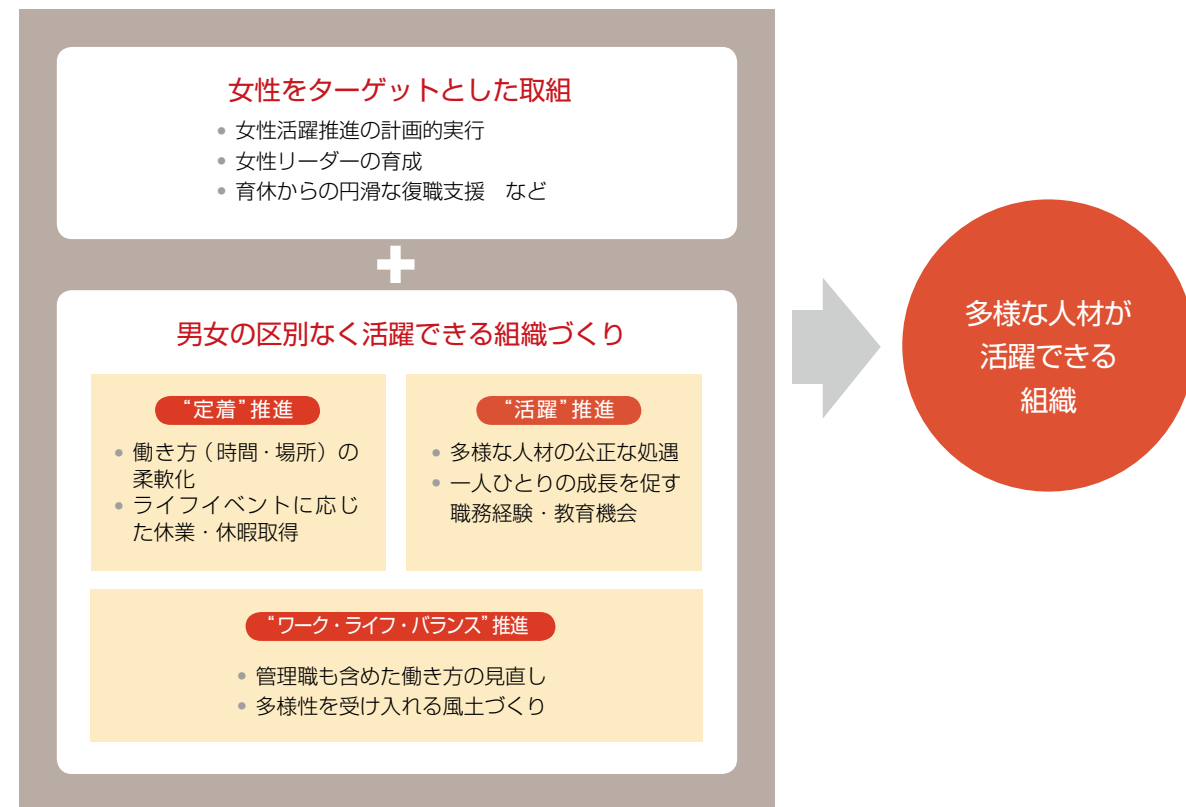 女性をターゲットとした取組
• 女性活躍推進の計画的実行
• 女性リーダーの育成
• 育休からの円滑な復職支援　など
+
男女の区別なく活躍できる組織づくり
“定着”推進
• 働き方（時間・場所）の
柔軟化
• ライフイベントに応じ
た休業・休暇取得
“活躍”推進
• 多様な人材の公正な処遇
• 一人ひとりの成長を促す
職務経験・教育機会
“ワーク・ライフ・バランス”推進
• 管理職も含めた働き方の見直し
• 多様性を受け入れる風土づくり
多様な人材が
活躍できる
組織